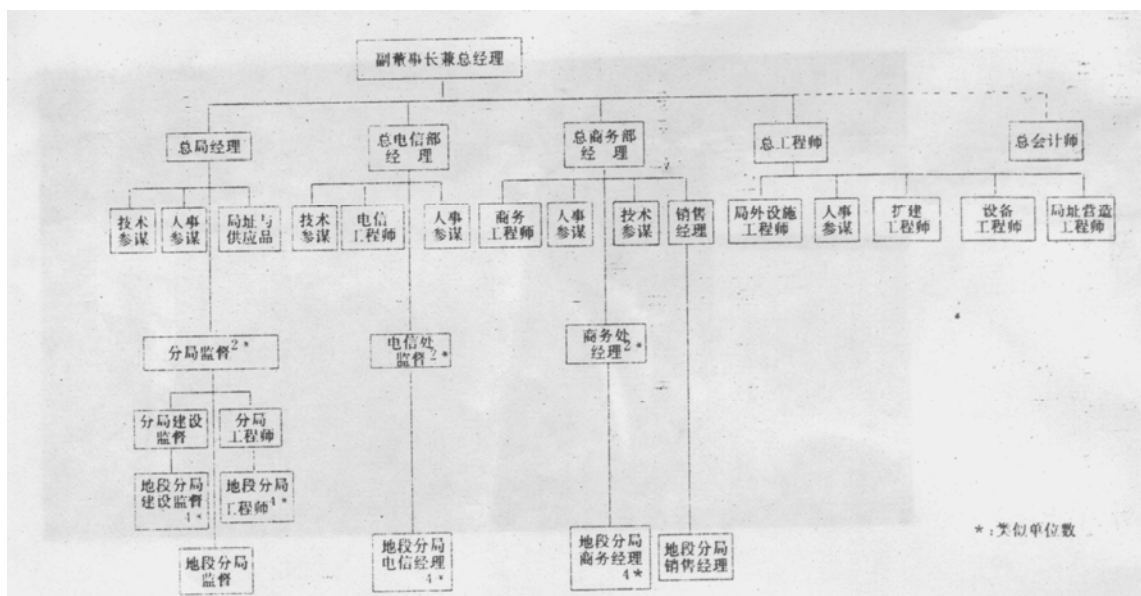 副董事长兼总经理
总局经理
总电信部
经 理
总商务部
经 理
总工程师
总会计师
技术
参谋
人事
参谋
局址与
供应品
技术
参谋
电信
工程师
人事
参谋
商务
工程师
人事
参谋
技术
参谋
销售
经理
局外设施
工程师
人事
参谋
扩建
工程师
设备
工程师
局址营造
工程师
分局监督2*
电信处
监督2*
商务处
经理2*
分局建设
监督
分局
工程师
地段分局
建设监督
4*
地段分局
工程师4*
地段分局
监督
地段分局
电信经理
4*
地段分局
商务经理
4*
地段分局
销售经理
*:类似单位数